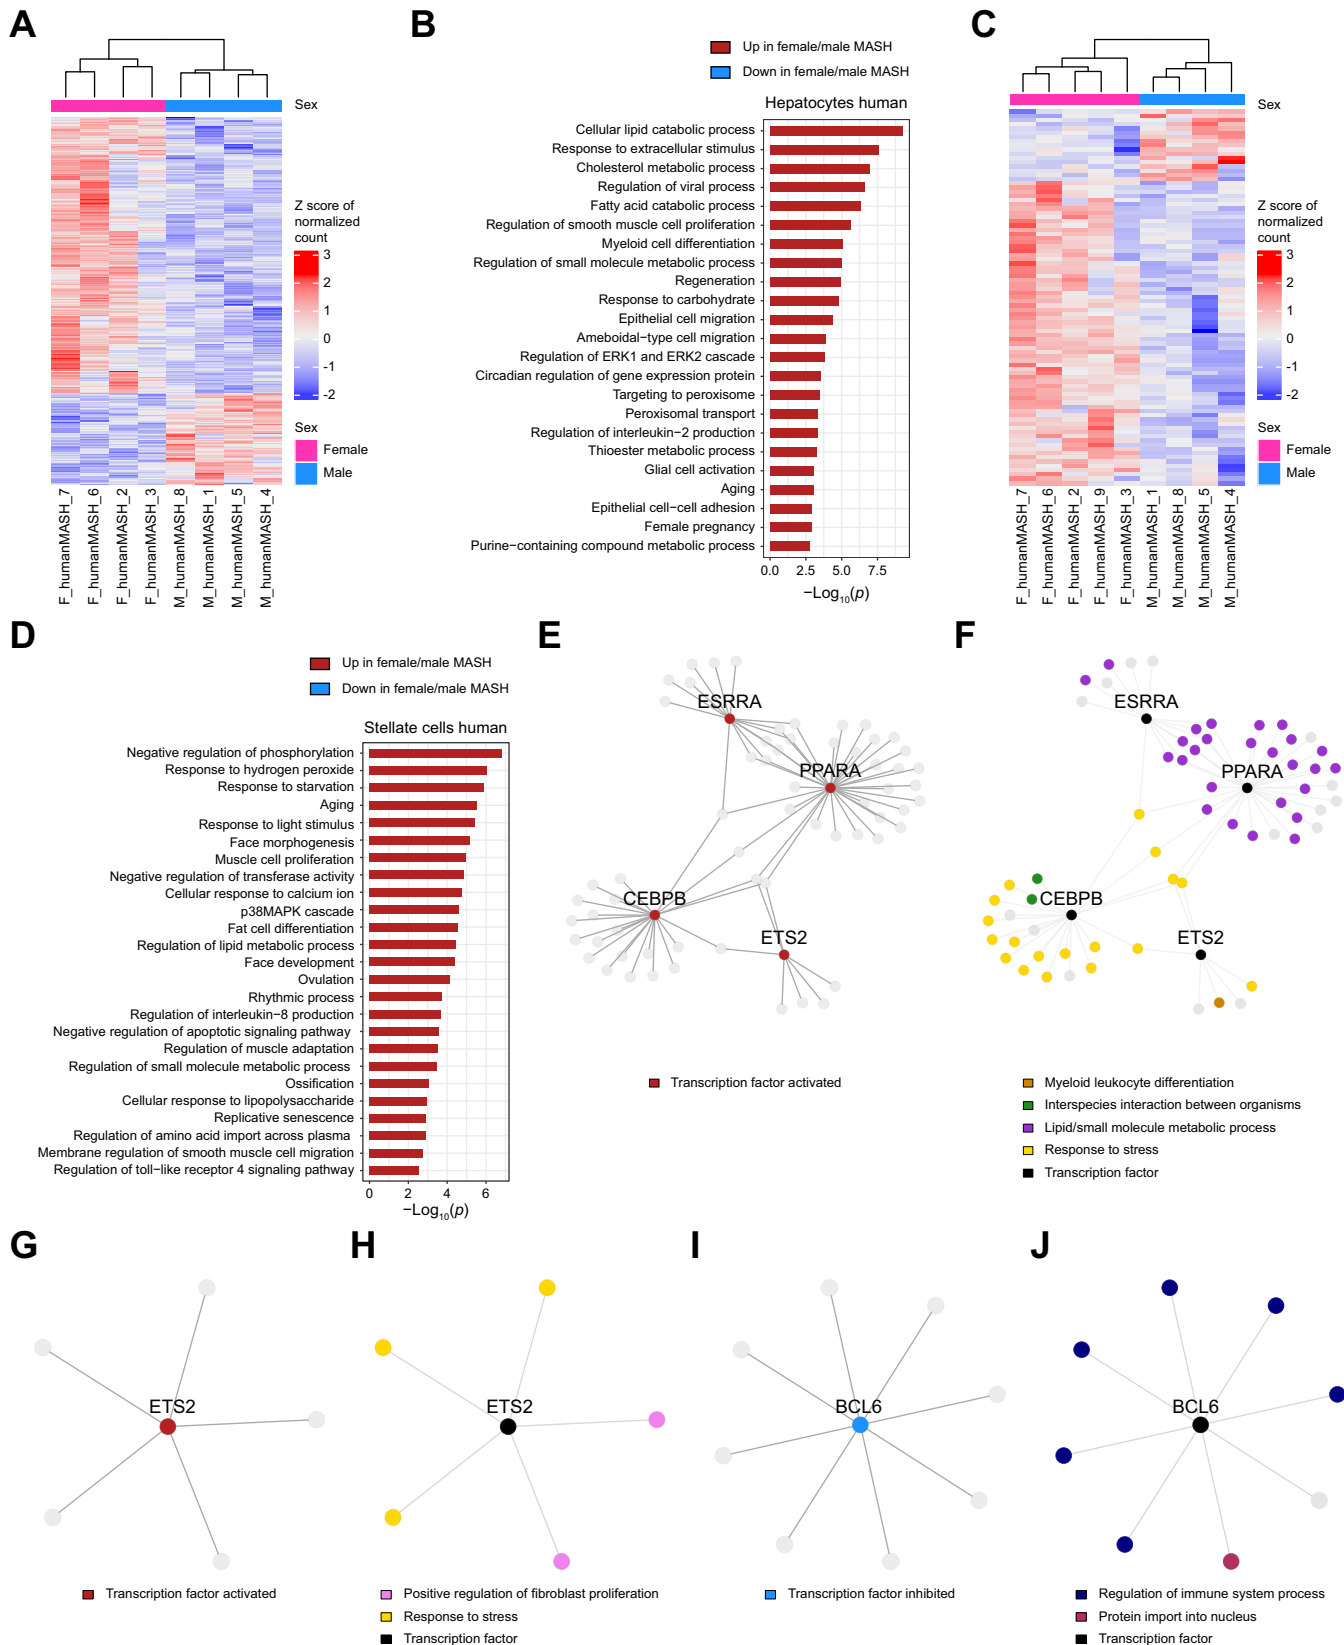 A
Sex
Z score of
normalized
count
3
2
1
0
-1
-2
Sex
Female
Male
F_humanMASH_7
F_humanMASH_6
F_humanMASH_2
F_humanMASH_3
M_humanMASH_8
M_humanMASH_1
M_humanMASH_5
M_humanMASH_4
B
Up in female/male MASH
Down in female/male MASH
Hepatocytes human
Cellular lipid catabolic process
Response to extracellular stimulus
Cholesterol metabolic process
Regulation of viral process
Fatty acid catabolic process
Regulation of smooth muscle cell proliferation
Myeloid cell differentiation
Regulation of small molecule metabolic process
Regeneration
Response to carbohydrate
Epithelial cell migration
Ameboidal−type cell migration
Regulation of ERK1 and ERK2 cascade
Circadian regulation of gene expression protein
Targeting to peroxisome
Peroxisomal transport
Regulation of interleukin−2 production
Thioester metabolic process
Glial cell activation
Aging
Epithelial cell−cell adhesion
Female pregnancy
Purine−containing compound metabolic process
0.0 2.5 5.0 7.5
−Log10(p)
C
Sex
Z score of
normalized
count
3
2
1
0
-1
-2
Sex
Female
Male
F_humanMASH_7
F_humanMASH_6
F_humanMASH_2
F_humanMASH_9
F_humanMASH_3
M_humanMASH_1
M_humanMASH_8
M_humanMASH_5
M_humanMASH_4
D
Up in female/male MASH
Down in female/male MASH
Stellate cells human
Negative regulation of phosphorylation
Response to hydrogen peroxide
Response to starvation
Aging
Response to light stimulus
Face morphogenesis
Muscle cell proliferation
Negative regulation of transferase activity
Cellular response to calcium ion
p38MAPK cascade
Fat cell differentiation
Regulation of lipid metabolic process
Face development
Ovulation
Rhythmic process
Regulation of interleukin−8 production
Negative regulation of apoptotic signaling pathway
Regulation of muscle adaptation
Regulation of small molecule metabolic process
Ossification
Cellular response to lipopolysaccharide
Replicative senescence
Regulation of amino acid import across plasma
Membrane regulation of smooth muscle cell migration
Regulation of toll−like receptor 4 signaling pathway
0 2 4 6
−Log10(p)
E
ESRRA
PPARA
CEBPB
ETS2
Transcription factor activated
F
ESRRA
PPARA
CEBPB
ETS2
Myeloid leukocyte differentiation
Interspecies interaction between organisms
Lipid/small molecule metabolic process
Response to stress
Transcription factor
G
ETS2
Transcription factor activated
H
ETS2
Positive regulation of fibroblast proliferation
Response to stress
Transcription factor
I
BCL6
Transcription factor inhibited
J
BCL6
Regulation of immune system process
Protein import into nucleus
Transcription factor